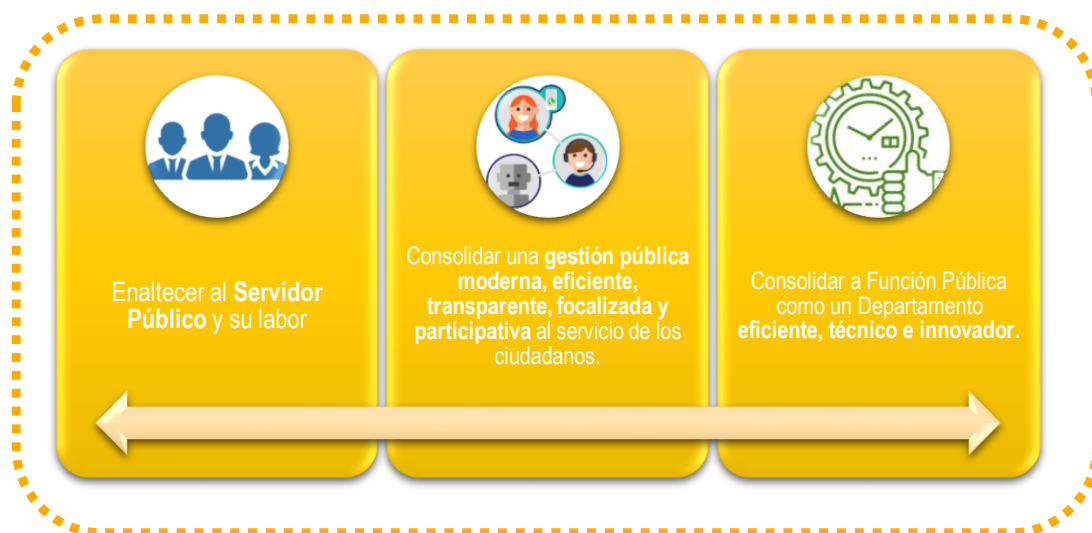 Enaltecer al Servidor
Público y su labor
Consolidar una gestión pública
moderna, eficiente,
transparente, focalizada y
participativa al servicio de los
ciudadanos.
Consolidar a Función Pública
como un Departamento
eficiente, técnico e innovador.